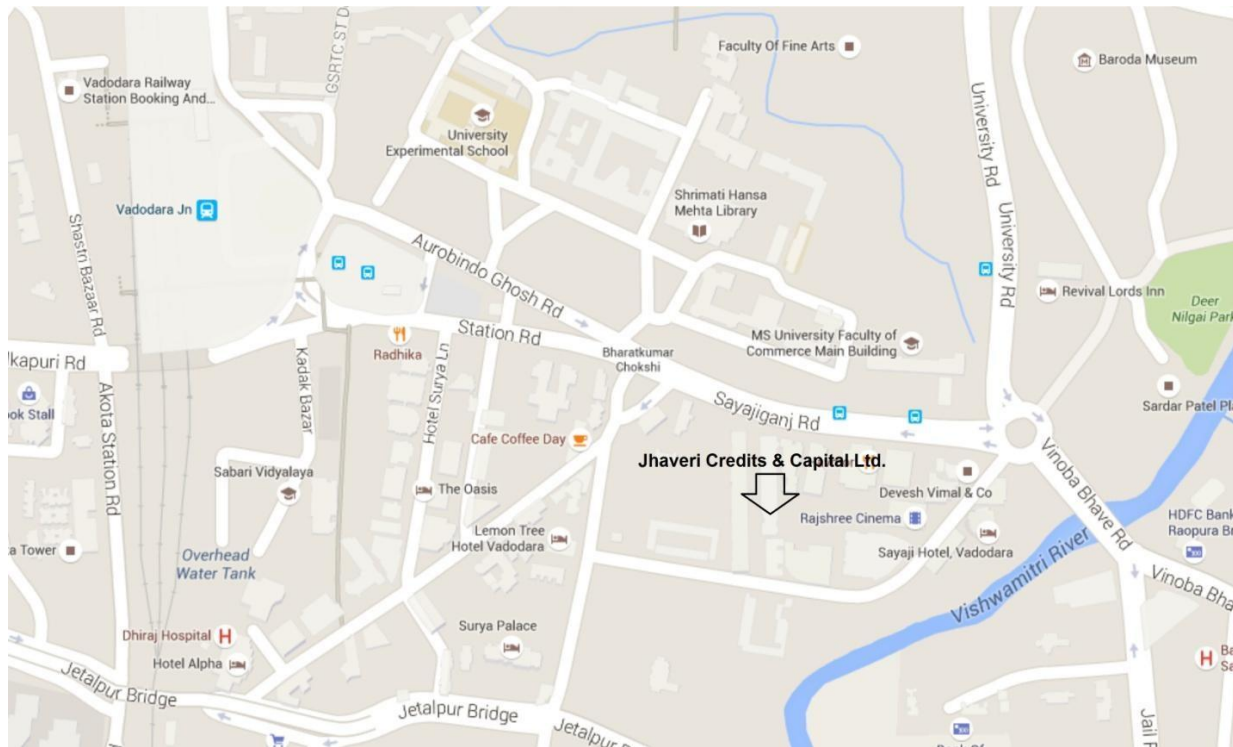 GSRTC ST D
Faculty Of Fine Arts
Baroda Museum
Vadodara Railway
Station Booking And...
University Rd
University
Experimental School
Shrimati Hansa
Mehta Library
Vadodara Jn
University Rd
Shastri Bazaar Rd
Aurobindo Ghosh Rd
Revival Lords Inn
Deer
Nilgai Park
Station Rd
MS University Faculty of
Commerce Main Building
Radhika
Bharatkumar
Chokshi
lkapuri Rd
Kadak Bazar
Hotel Surya Ln
ook Stall
Akota Station Rd
Sayajiganj Rd
Sardar Patel Pl
Cafe Coffee Day
Vinoba Bhave Rd
Jhaveri Credits & Capital Ltd.
Sabari Vidyalaya
The Oasis
Devesh Vimal & Co
Rajshree Cinema
HDFC Bank
Raopura Br
Lemon Tree
Hotel Vadodara
Sayaji Hotel, Vadodara
a Tower
Overhead
Water Tank
Vishwamitri River
Vinoba Bha
Surya Palace
Dhiraj Hospital
Hotel Alpha
Ba
Sa
Jetalpur Bridge
Jetalpur Bridge
Jetalpur Bri
Jail R